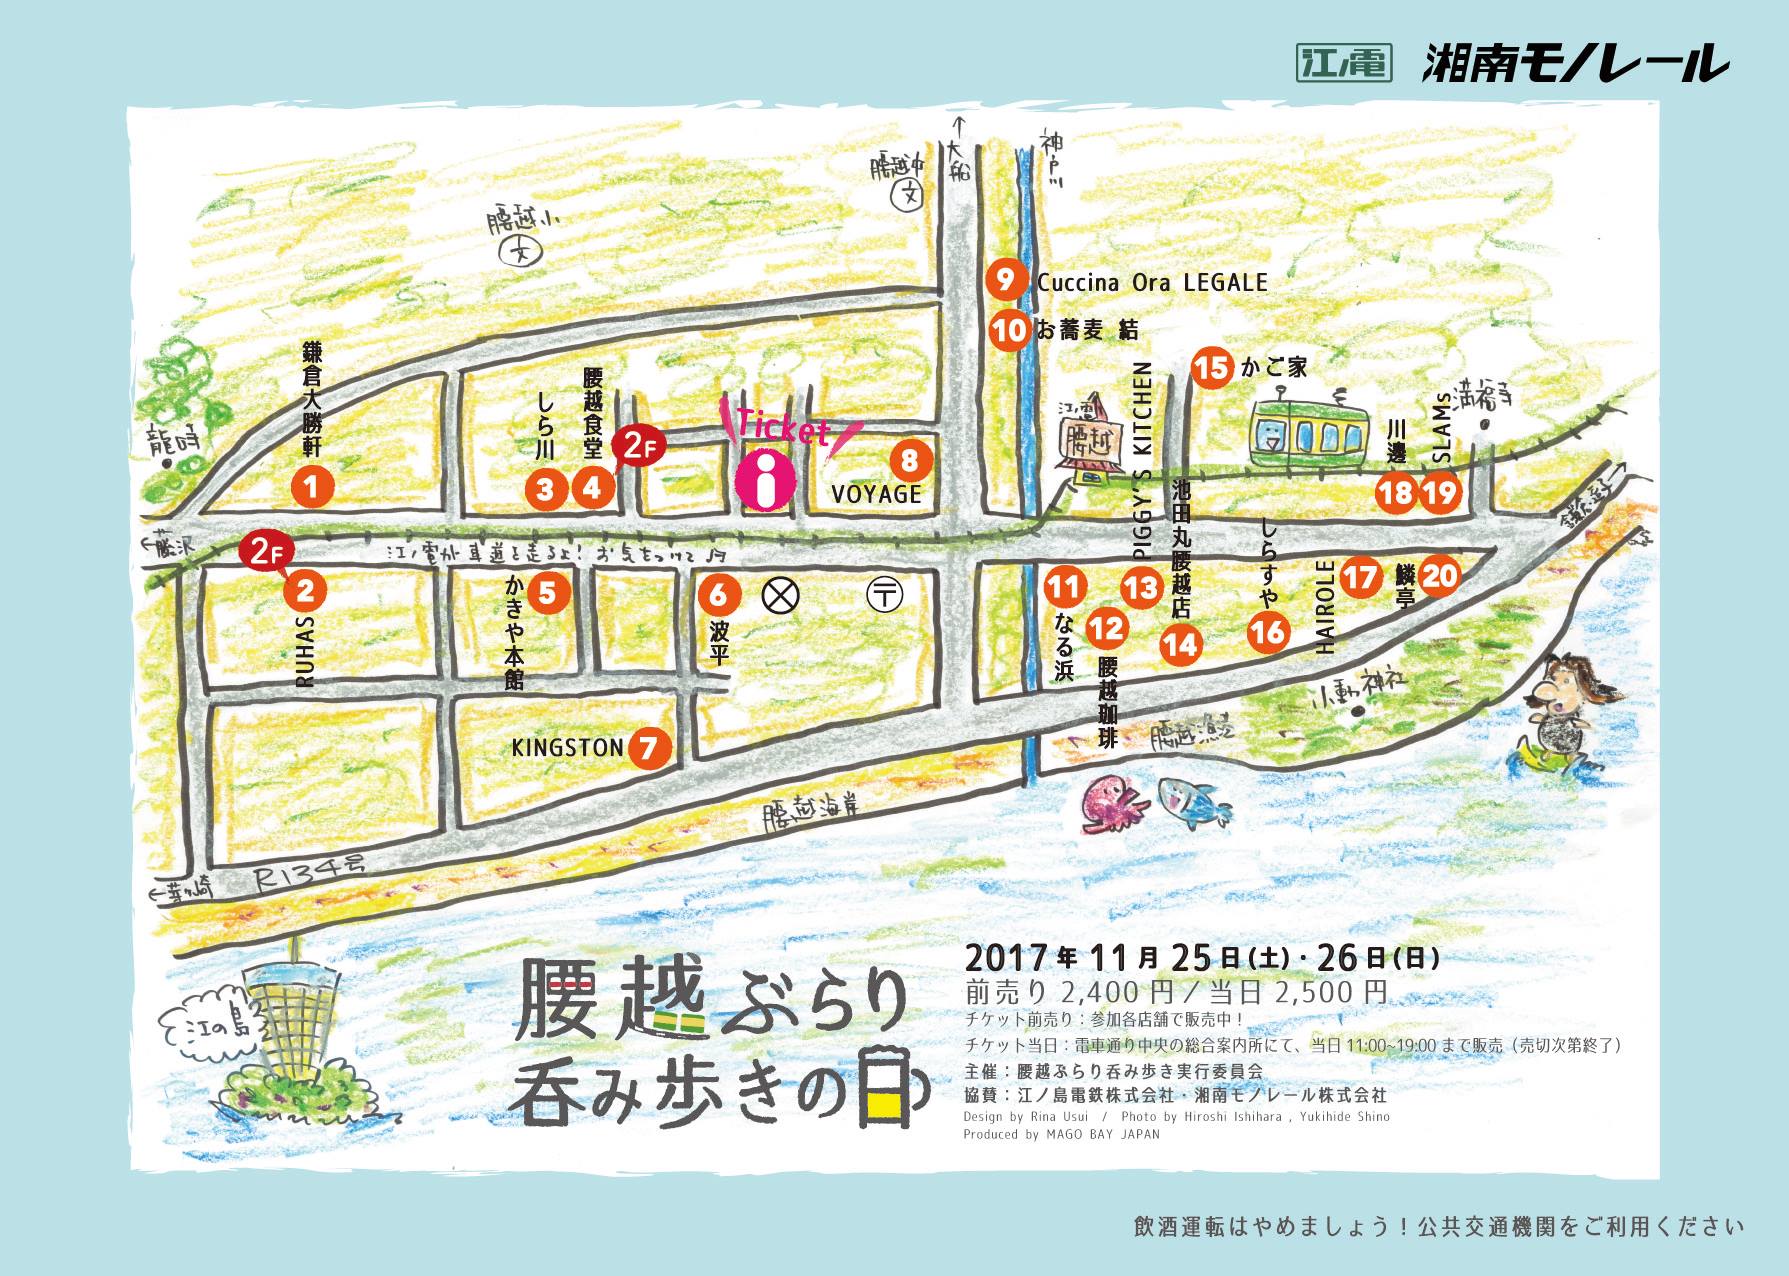 江ノ電
湘南モノレール
↑大船
神戸川
腰越中
文
腰越小
文
9 Cuccina Ora LEGALE
10 お蕎麦 結
15 かご家
鎌倉大勝軒
1
しら川
3
腰越食堂
4
2F
Ticket
i
8
VOYAGE
江ノ電
腰越
PIGGY'S KITCHEN
13
川邊
18
SLAMs
19
満福寺
龍口寺
←藤沢
江ノ電が車道を走るよ!お気をつけて
2F
2
RUHAS
かきや本館
5
6
波平
〒
11
なる浜
12
腰越珈琲
池田丸腰越店
14
しらすや
16
HAIROLE
17
鱗亭
20
KINGSTON 7
小動神社
腰越漁港
腰越海岸
R134号
←茅ヶ崎
江の島
腰越ぶらり
呑み歩きの日
2017年11月25日(土)・26日(日)
前売り 2,400 円/当日 2,500 円
チケット前売り:参加各店舗で販売中!
チケット当日:電車通り中央の総合案内所にて、当日 11:00~19:00 まで販売(売切次第終了)
主催:腰越ぶらり呑み歩き実行委員会
協賛:江ノ島電鉄株式会社・湘南モノレール株式会社
Design by Rina Usui / Photo by Hiroshi Ishihara , Yukihide Shino
Produced by MAGO BAY JAPAN
飲酒運転はやめましょう!公共交通機関をご利用ください